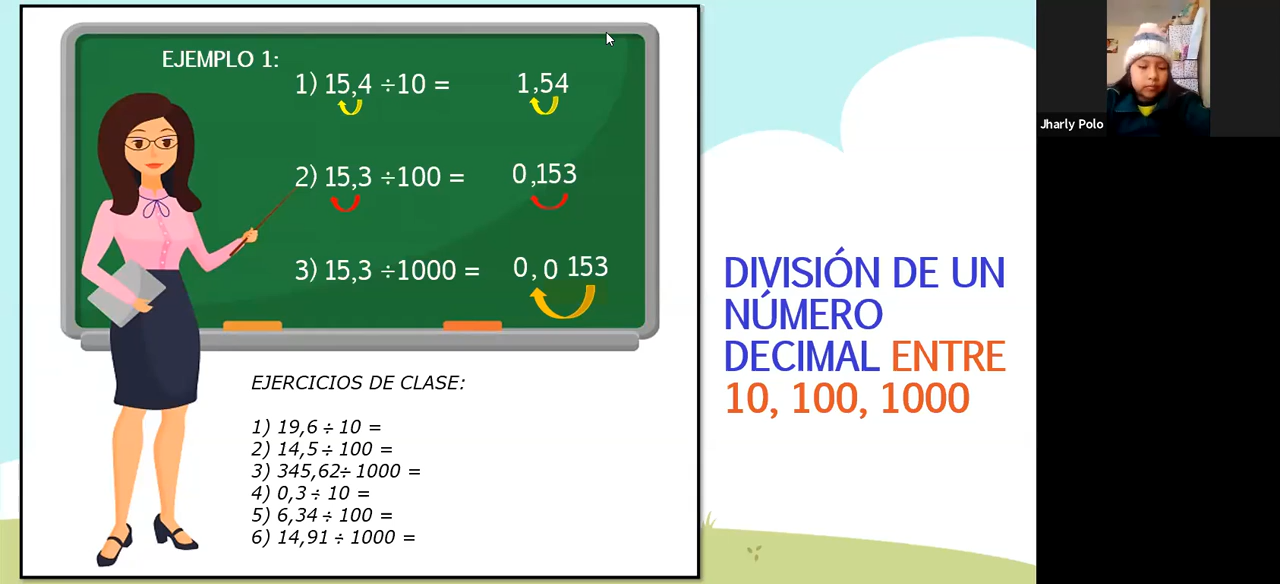 EJEMPLO 1:
1) 15,4 ÷10 = 1,54
2) 15,3 ÷100 = 0,153
3) 15,3 ÷1000 = 0,0 153
EJERCICIOS DE CLASE:
1) 19,6 ÷ 10 =
2) 14,5 ÷ 100 =
3) 345,62÷ 1000 =
4) 0,3 ÷ 10 =
5) 6,34 ÷ 100 =
6) 14,91 ÷ 1000 =
DIVISIÓN DE UN
NÚMERO
DECIMAL ENTRE
10, 100, 1000
Jharly Polo